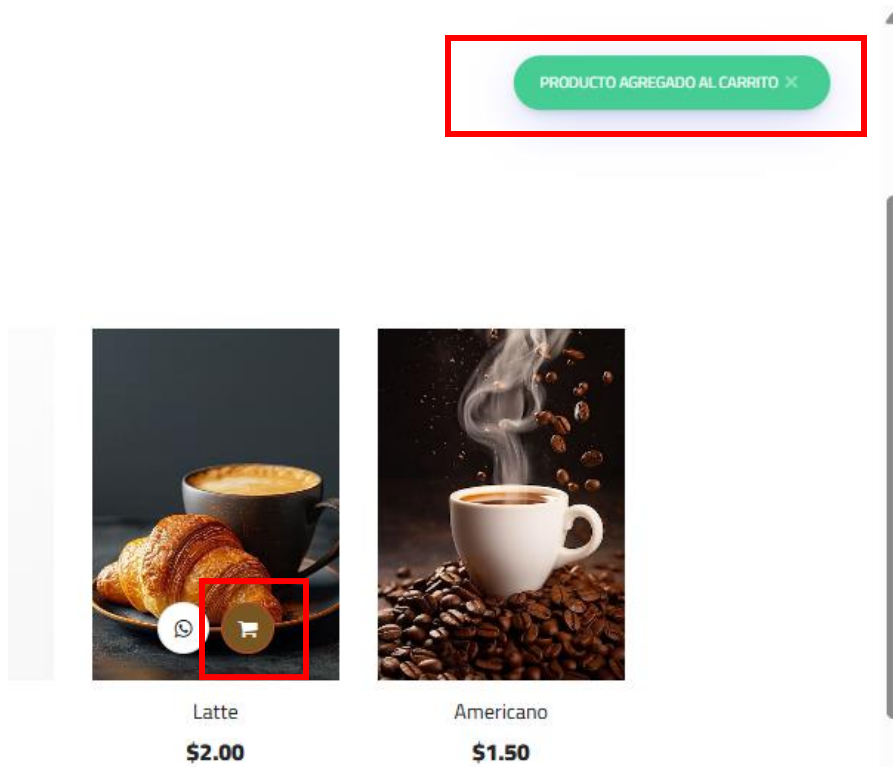 PRODUCTO AGREGADO AL CARRITO ×
Latte
Americano
$2.00
$1.50